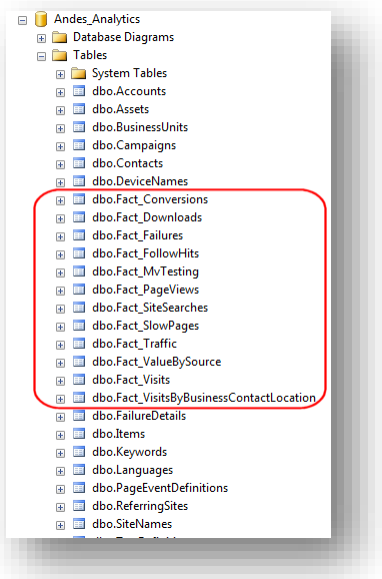 Andes_Analytics
Database Diagrams
Tables
System Tables
dbo.Accounts
dbo.Assets
dbo.BusinessUnits
dbo.Campaigns
dbo.Contacts
dbo.DeviceNames
dbo.Fact_Conversions
dbo.Fact_Downloads
dbo.Fact_Failures
dbo.Fact_FollowHits
dbo.Fact_MvTesting
dbo.Fact_PageViews
dbo.Fact_SiteSearches
dbo.Fact_SlowPages
dbo.Fact_Traffic
dbo.Fact_ValueBySource
dbo.Fact_Visits
dbo.Fact_VisitsByBusinessContactLocation
dbo.FailureDetails
dbo.Items
dbo.Keywords
dbo.Languages
dbo.PageEventDefinitions
dbo.ReferringSites
dbo.SiteNames